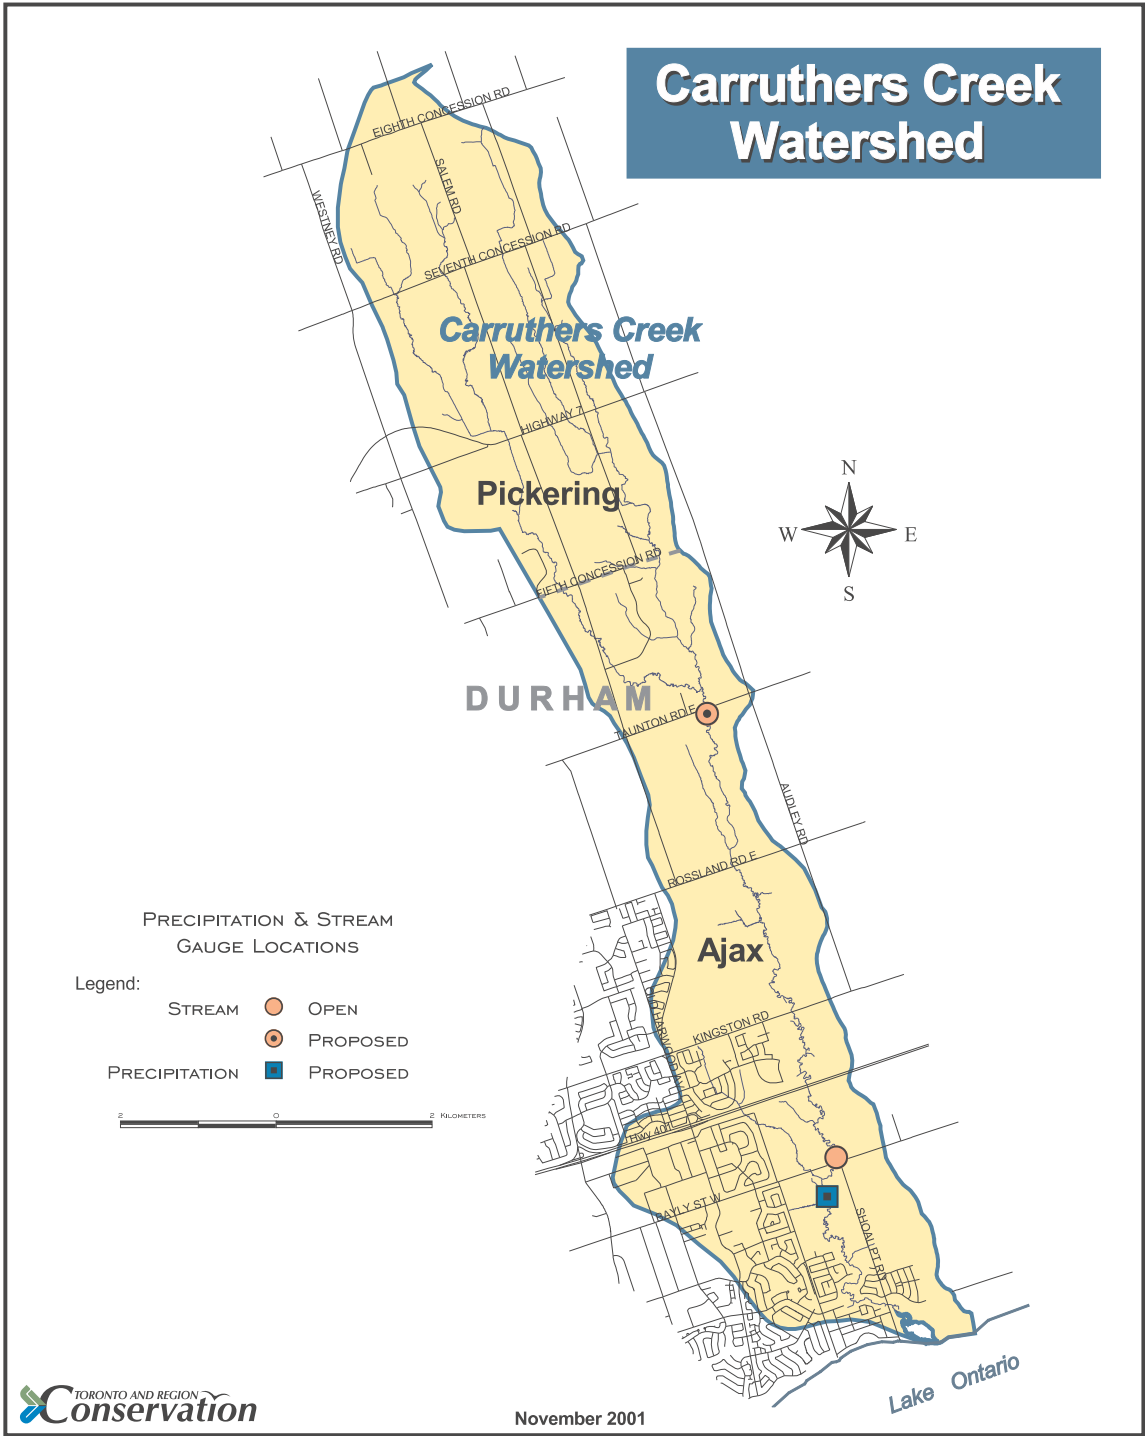 Carruthers Creek
Watershed
EIGHTH CONCESSION RD
SALEM RD
WESTNEY RD
SEVENTH CONCESSION RD
Carruthers Creek
Watershed
HIGHWAY 7
Pickering
N
W E
S
FIFTH CONCESSION RD
DURHAM
TAUNTON RD E
AUDLEY RD
ROSSLAND RD E
PRECIPITATION & STREAM
GAUGE LOCATIONS
Legend:
STREAM OPEN
PROPOSED
PRECIPITATION PROPOSED
2 0 2 KILOMETERS
Ajax
KINGSTON RD
HARWOOD AV
Hwy 401
BAYLY ST W
SHOAL PT RD
Lake Ontario
TORONTO AND REGION
Conservation
November 2001